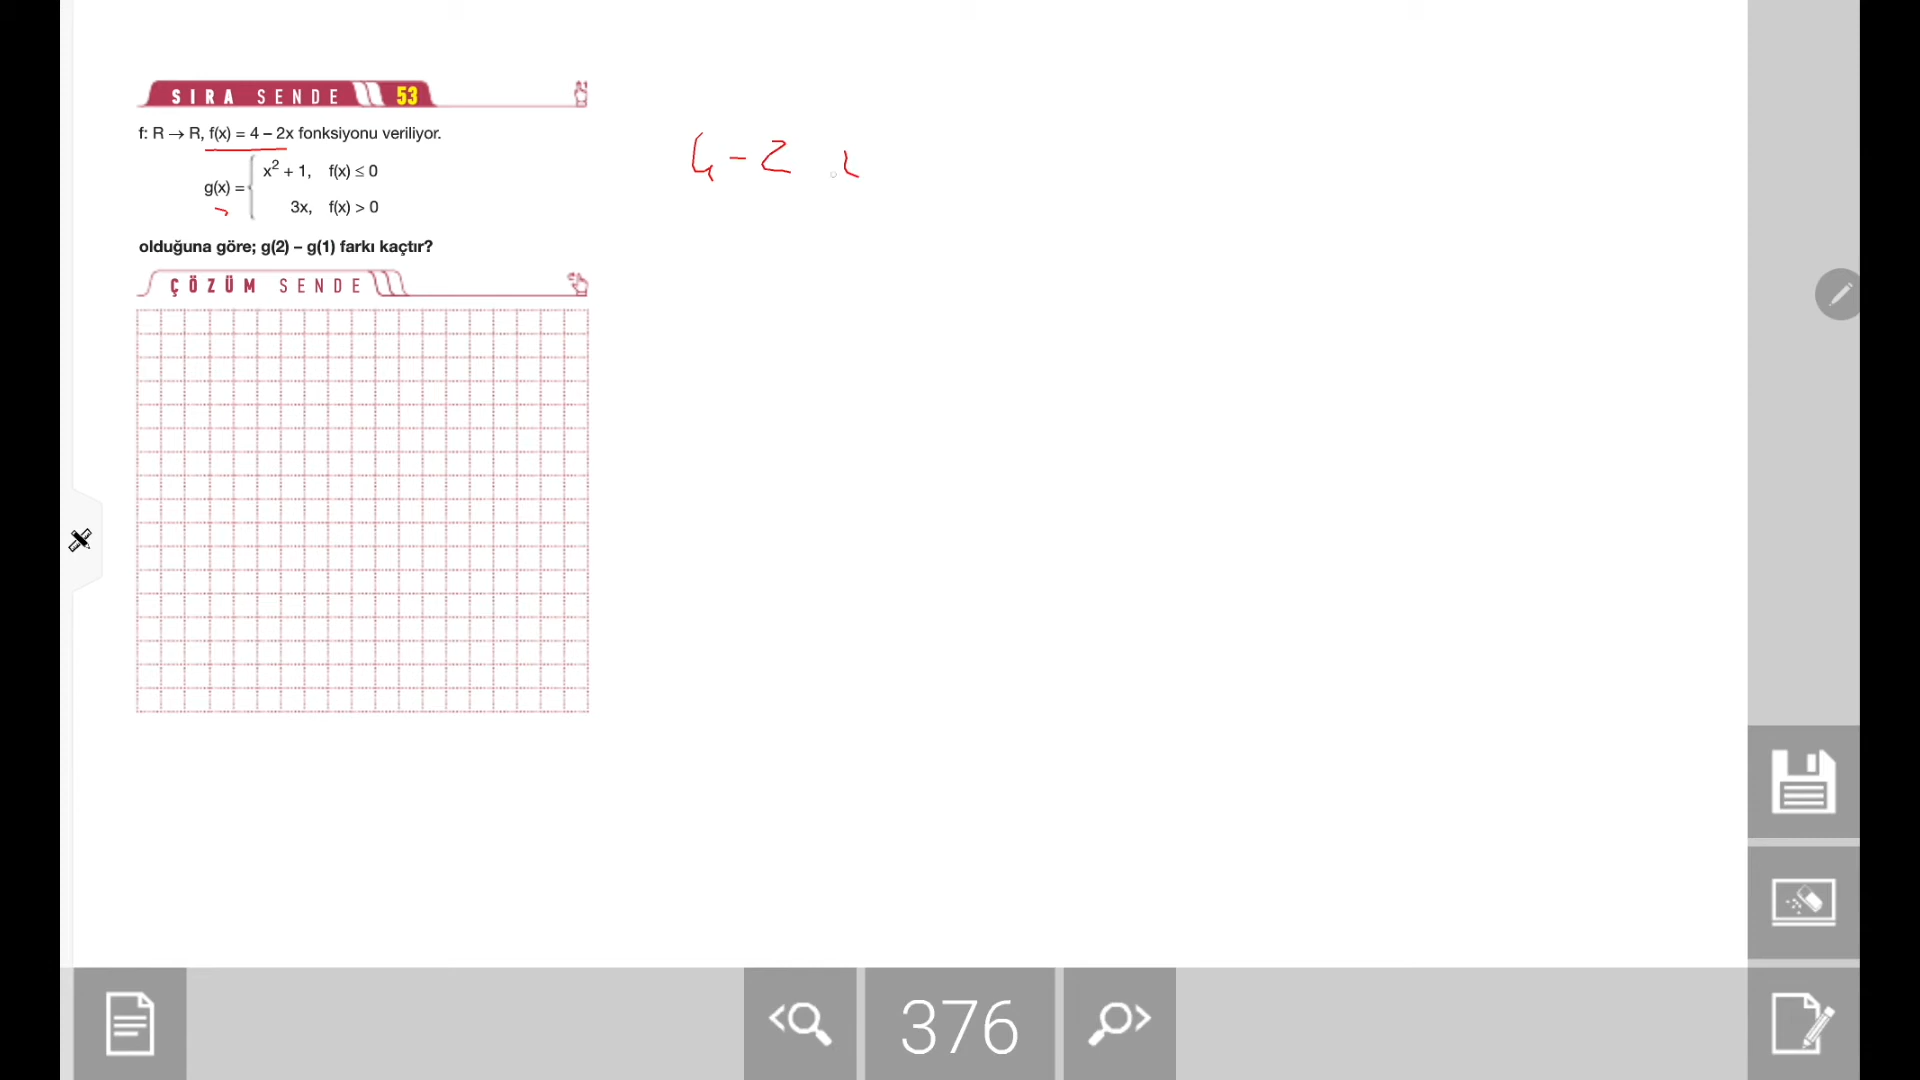 SIRA SENDE 53
f: R → R, f(x) = 4 – 2x fonksiyonu veriliyor.
g(x) = { x² + 1, f(x) ≤ 0
3x, f(x) > 0
4 - 2
olduğuna göre; g(2) – g(1) farkı kaçtır?
ÇÖZÜM SENDE
376